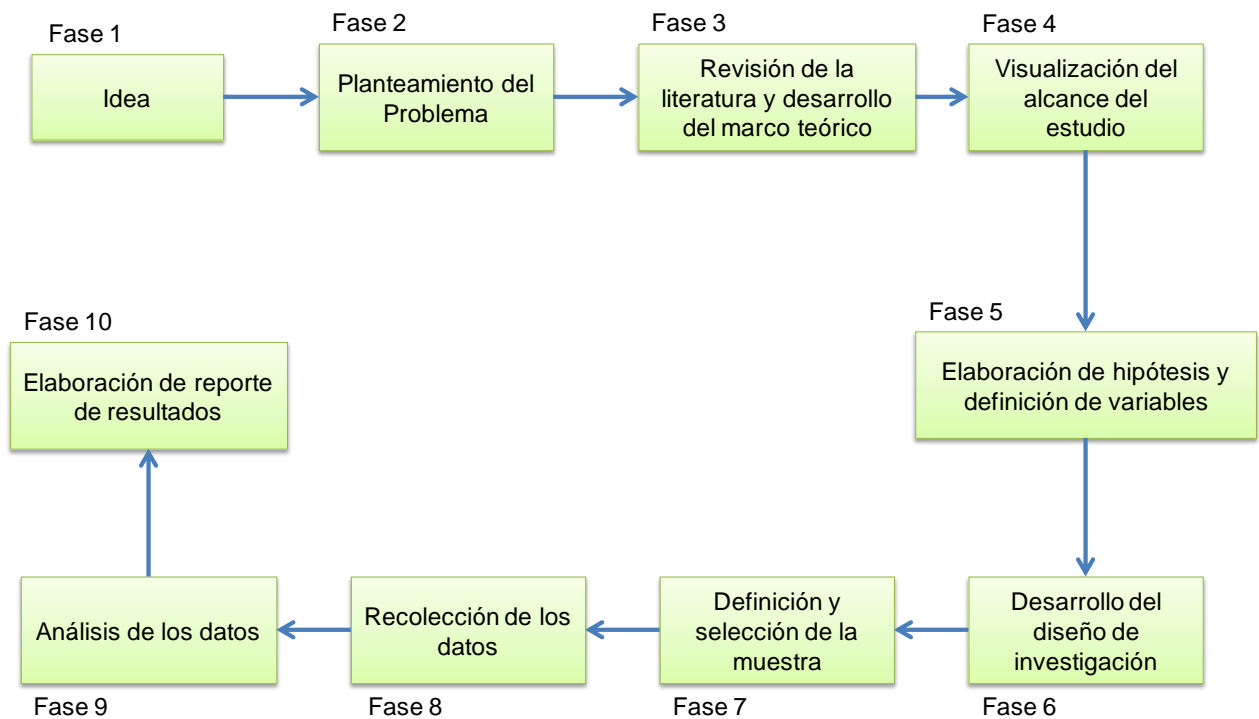 Fase 1
Idea
Fase 2
Planteamiento del
Problema
Fase 3
Revisión de la
literatura y desarrollo
del marco teórico
Fase 4
Visualización del
alcance del
estudio
Fase 5
Elaboración de hipótesis y
definición de variables
Desarrollo del
diseño de
investigación
Fase 6
Definición y
selección de la
muestra
Fase 7
Recolección de los
datos
Fase 8
Análisis de los datos
Fase 9
Fase 10
Elaboración de reporte
de resultados